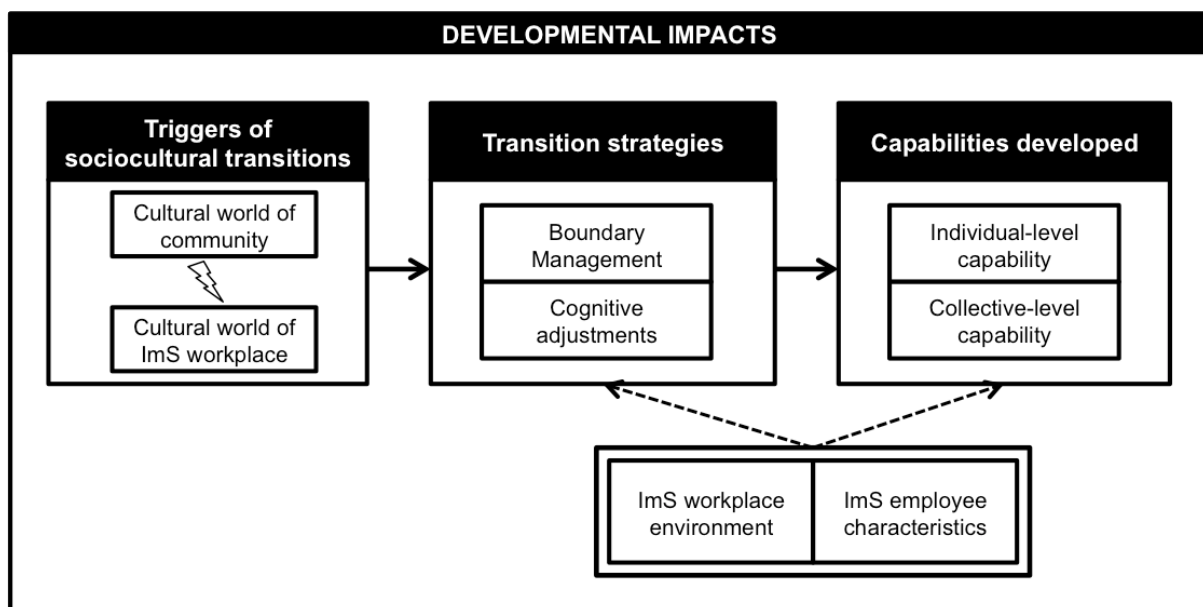 DEVELOPMENTAL IMPACTS
Triggers of
sociocultural transitions
Cultural world of
community
Cultural world of
ImS workplace
Transition strategies
Boundary
Management
Cognitive
adjustments
Capabilities developed
Individual-level
capability
Collective-level
capability
ImS workplace
environment
ImS employee
characteristics